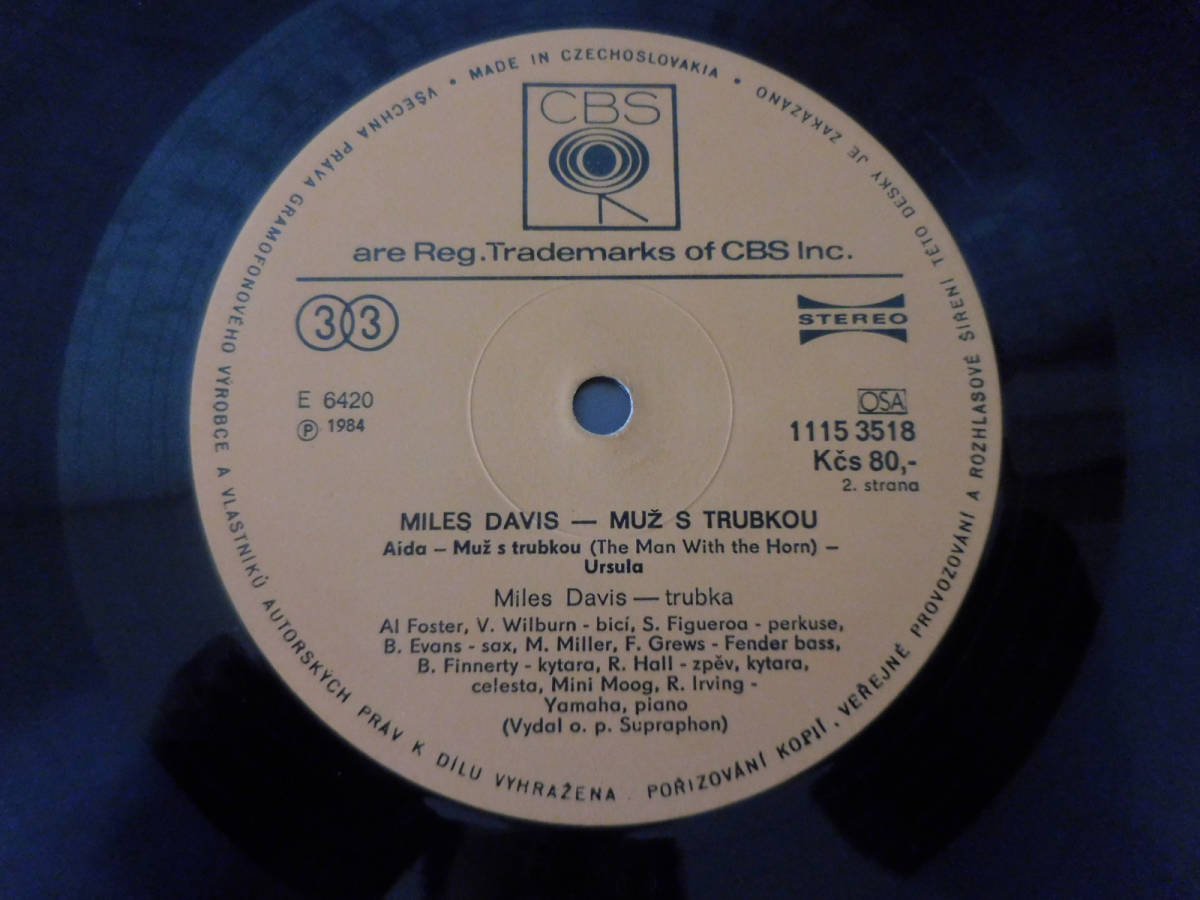 • MADE IN CZECHOSLOVAKIA •
CBS
are Reg.Trademarks of CBS Inc.
33
STEREO
E 6420
Ⓟ 1984
OSA
1115 3518
Kčs 80,-
2. strana
MILES DAVIS — MUŽ S TRUBKOU
Aida – Muž s trubkou (The Man With the Horn) –
Ursula
Miles Davis — trubka
Al Foster, V. Wilburn - bicí, S. Figueroa - perkuse,
B. Evans - sax, M. Miller, F. Grews - Fender bass,
B. Finnerty - kytara, R. Hall - zpěv, kytara,
celesta, Mini Moog, R. Irving -
Yamaha, piano
(Vydal o. p. Supraphon)
VŠECHNA PRÁVA GRAMOFONOVÉHO VÝROBCE A VLASTNÍKŮ AUTORSKÝCH PRÁV K DÍLU VYHRAŽENA . POŘIZOVÁNÍ KOPIÍ, VEŘEJNÉ PROVOZOVÁNÍ A ROZHLASOVÉ ŠÍŘENÍ TÉTO DESKY JE ZAKÁZÁNO